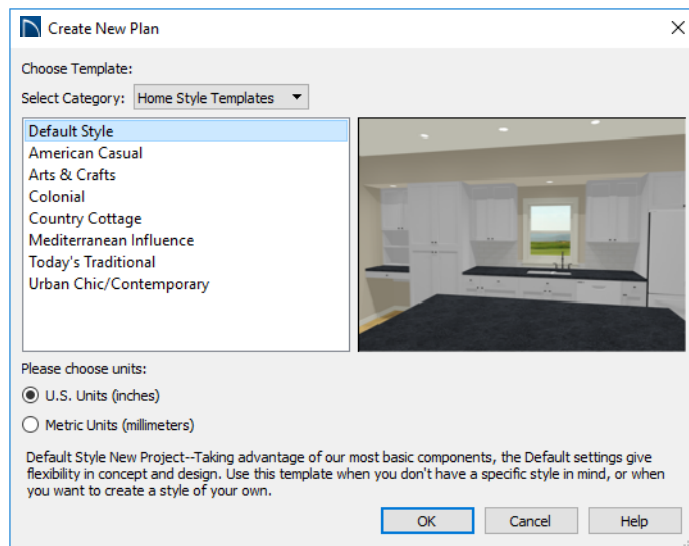 Create New Plan
Choose Template:
Select Category: Home Style Templates
Default Style
American Casual
Arts & Crafts
Colonial
Country Cottage
Mediterranean Influence
Today's Traditional
Urban Chic/Contemporary
Please choose units:
U.S. Units (inches)
Metric Units (millimeters)
Default Style New Project--Taking advantage of our most basic components, the Default settings give
flexibility in concept and design. Use this template when you don't have a specific style in mind, or when
you want to create a style of your own.
OK Cancel Help